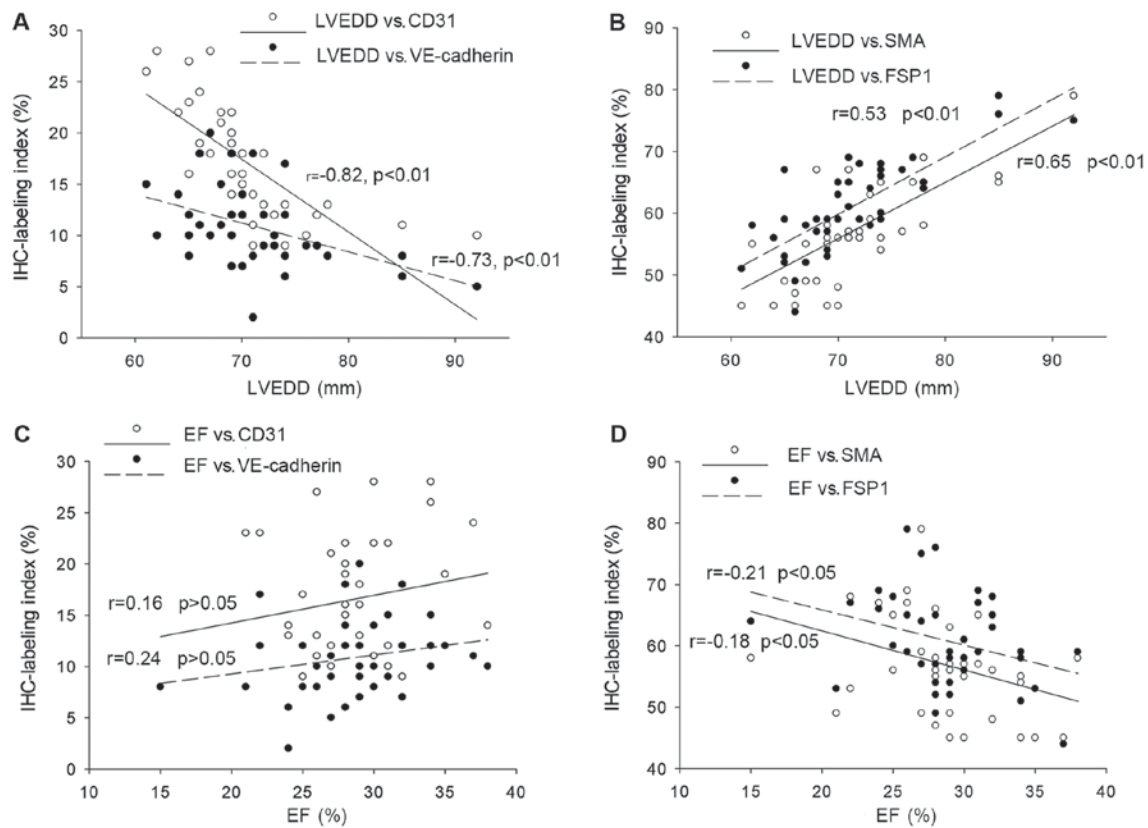 A
LVEDD vs. CD31
LVEDD vs. VE-cadherin
IHC-labeling index (%)
30
25
20
15
10
5
0
r=-0.82, p<0.01
r=-0.73, p<0.01
60 70 80 90
LVEDD (mm)
B
LVEDD vs. SMA
LVEDD vs. FSP1
IHC-labeling index (%)
90
80
70
60
50
40
r=0.53 p<0.01
r=0.65 p<0.01
60 70 80 90
LVEDD (mm)
C
EF vs. CD31
EF vs. VE-cadherin
IHC-labeling index (%)
30
25
20
15
10
5
0
r=0.16 p>0.05
r=0.24 p>0.05
10 15 20 25 30 35 40
EF (%)
D
EF vs. SMA
EF vs. FSP1
IHC-labeling index (%)
90
80
70
60
50
40
r=-0.21 p<0.05
r=-0.18 p<0.05
10 15 20 25 30 35 40
EF (%)